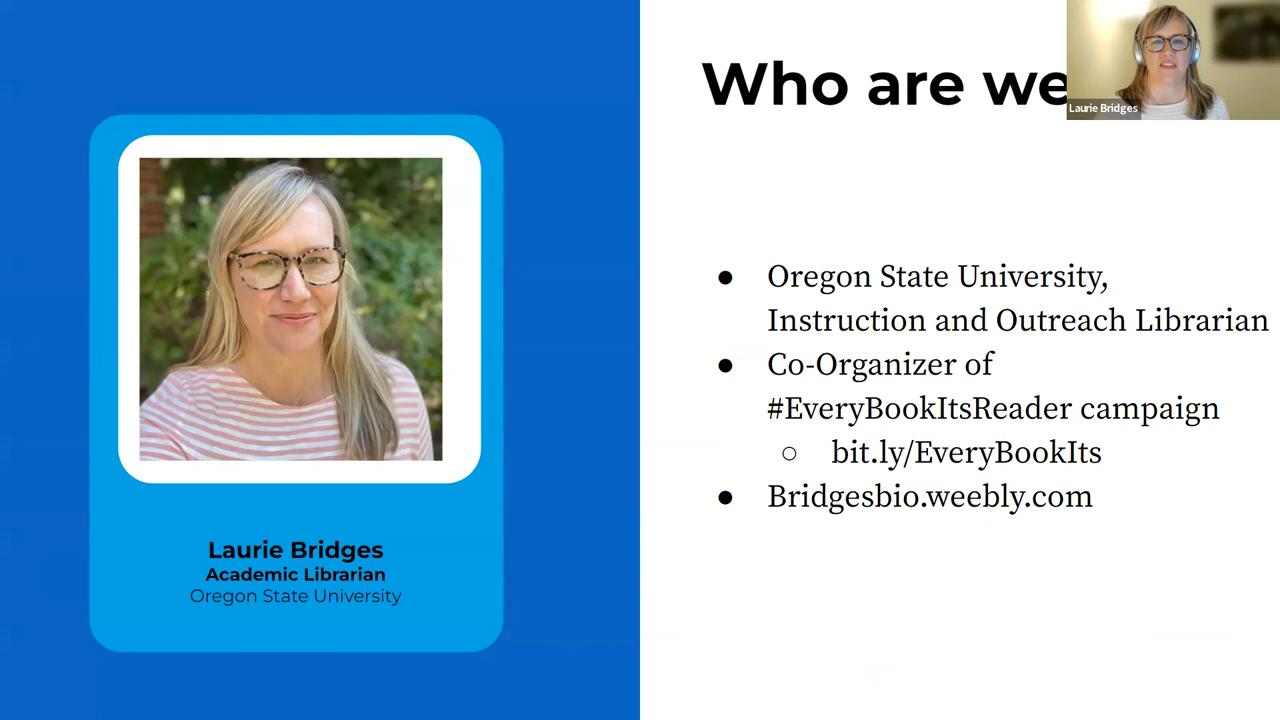 Who are we
Laurie Bridges
● Oregon State University,
Instruction and Outreach Librarian
● Co-Organizer of
#EveryBookItsReader campaign
○ bit.ly/EveryBookIts
● Bridgesbio.weebly.com
Laurie Bridges
Academic Librarian
Oregon State University